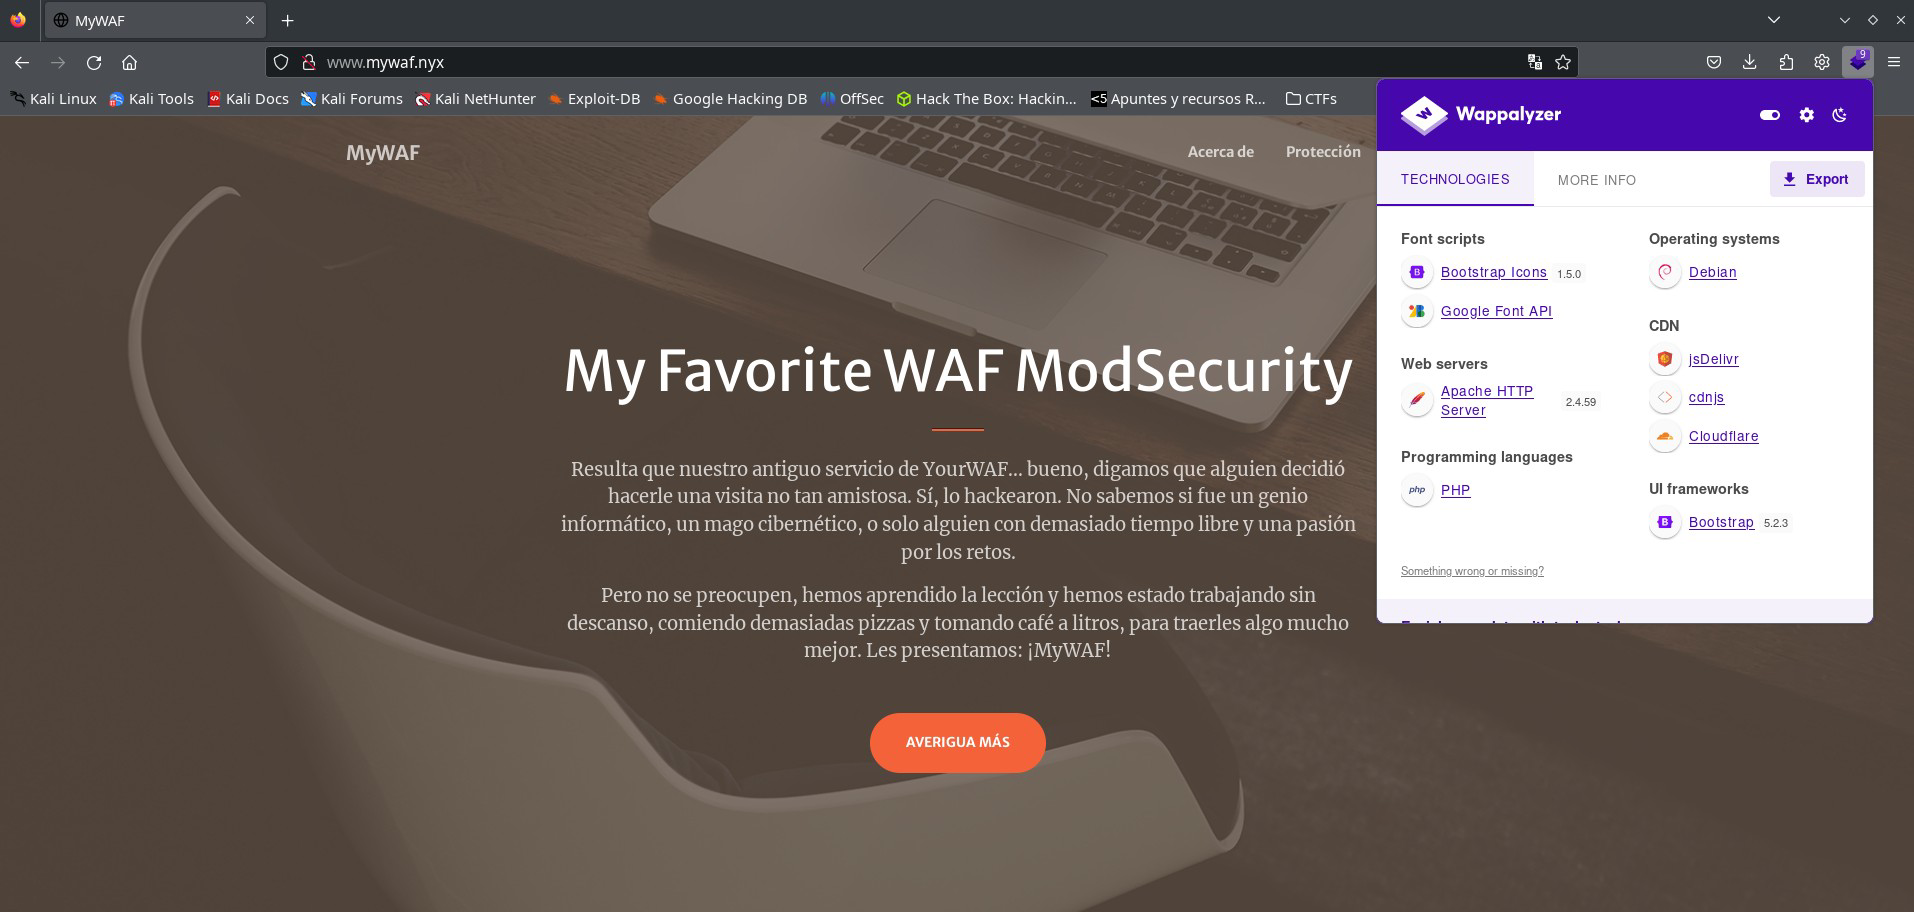 MyWAF
www.mywaf.nyx
9
Kali Linux
Kali Tools
Kali Docs
Kali Forums
Kali NetHunter
Exploit-DB
Google Hacking DB
OffSec
Hack The Box: Hackin...
<5 Apuntes y recursos R...
CTFs
MyWAF
Acerca de
Protección
My Favorite WAF ModSecurity
Resulta que nuestro antiguo servicio de YourWAF... bueno, digamos que alguien decidió
hacerle una visita no tan amistosa. Sí, lo hackearon. No sabemos si fue un genio
informático, un mago cibernético, o solo alguien con demasiado tiempo libre y una pasión
por los retos.
Pero no se preocupen, hemos aprendido la lección y hemos estado trabajando sin
descanso, comiendo demasiadas pizzas y tomando café a litros, para traerles algo mucho
mejor. Les presentamos: ¡MyWAF!
AVERIGUA MÁS
Wappalyzer
TECHNOLOGIES
MORE INFO
Export
Font scripts
Bootstrap Icons 1.5.0
Google Font API
Web servers
Apache HTTP
Server 2.4.59
Programming languages
php PHP
Operating systems
Debian
CDN
jsDelivr
cdnjs
Cloudflare
UI frameworks
Bootstrap 5.2.3
Something wrong or missing?